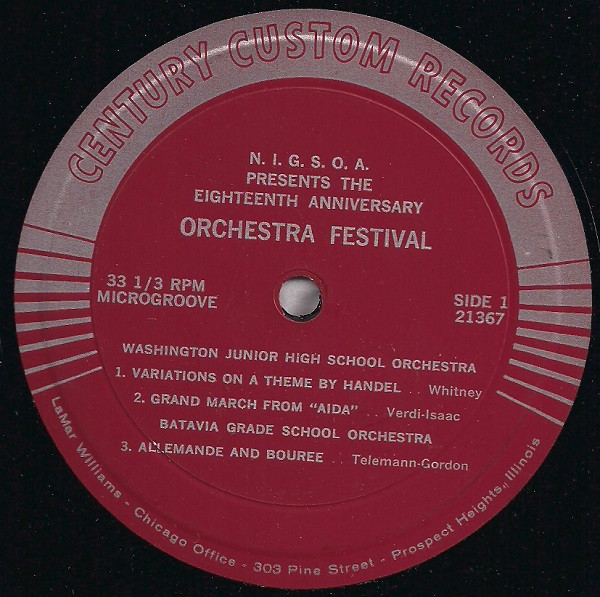 CENTURY CUSTOM RECORDS
N. I. G. S. O. A.
PRESENTS THE
EIGHTEENTH ANNIVERSARY
ORCHESTRA FESTIVAL
33 1/3 RPM
MICROGROOVE
SIDE 1
21367
WASHINGTON JUNIOR HIGH SCHOOL ORCHESTRA
1. VARIATIONS ON A THEME BY HANDEL .. Whitney
2. GRAND MARCH FROM "AIDA" .. Verdi-Isaac
BATAVIA GRADE SCHOOL ORCHESTRA
3. ALLEMANDE AND BOUREE .. Telemann-Gordon
LaMar Williams - Chicago Office - 303 Pine Street - Prospect Heights, Illinois